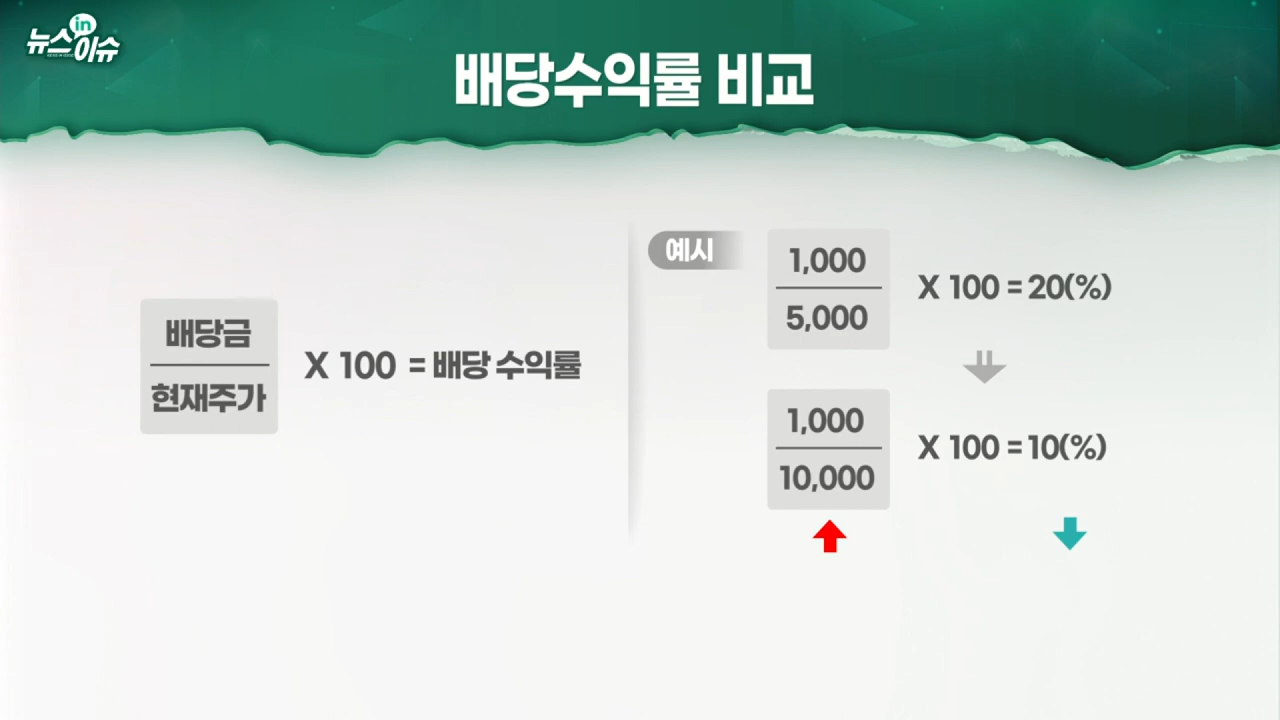 뉴스in이슈
배당수익률 비교
배당금
현재주가
X 100 = 배당 수익률
예시
1,000
5,000
X 100 = 20(%)
1,000
10,000
X 100 = 10(%)